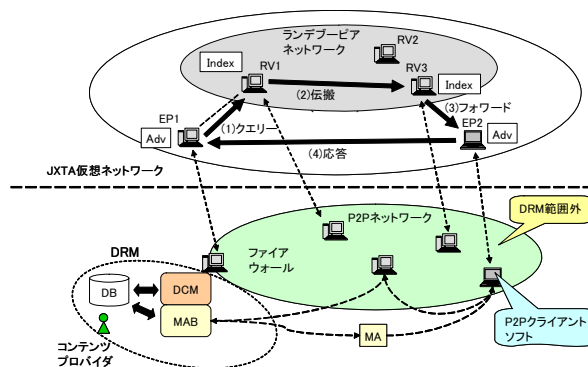 ランデブーピア
ネットワーク
RV2
Index
RV1
RV3
Index
(2)伝搬
(3)フォワード
EP1
EP2
Adv
(1)クエリー
Adv
(4)応答
JXTA仮想ネットワーク
P2Pネットワーク
DRM範囲外
DRM
ファイア
ウォール
DB
DCM
MAB
MA
P2Pクライアント
ソフト
コンテンツ
プロバイダ